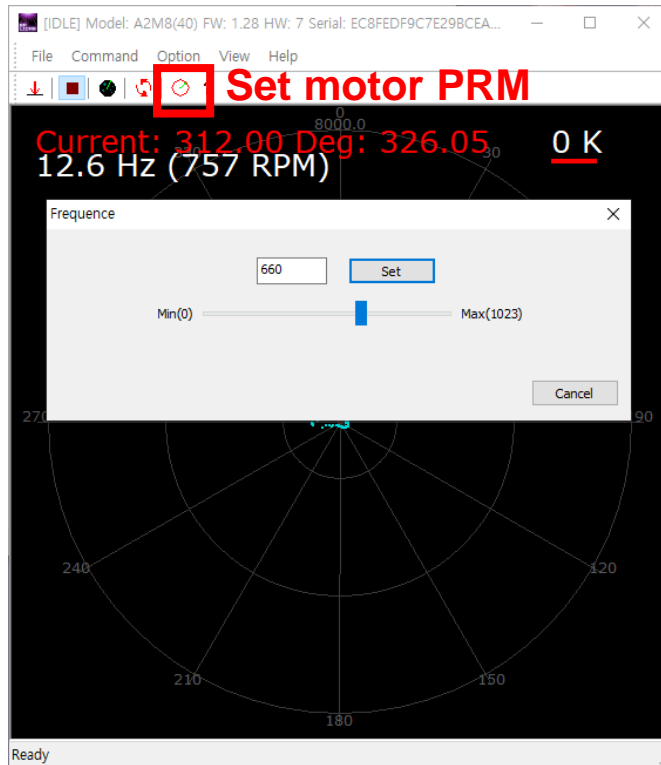 [IDLE] Model: A2M8(40) FW: 1.28 HW: 7 Serial: EC8FEDF9C7E29BCEA...
File Command Option View Help
Set motor PRM
0
8000.0
Current: 312.00 Deg: 326.05
30
0 K
12.6 Hz (757 RPM)
Frequence
660
Set
Min(0)
Max(1023)
Cancel
270
90
240
120
210
150
180
Ready